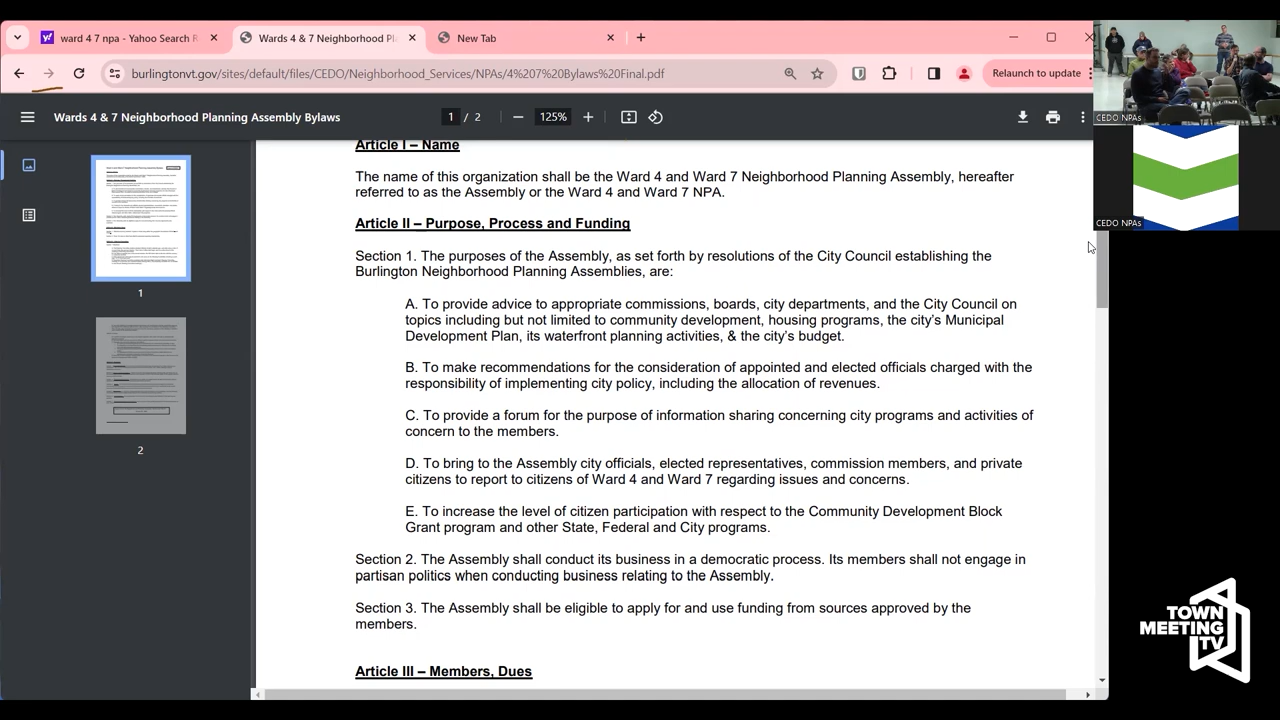 ward 4 7 npa - Yahoo Search R
Wards 4 & 7 Neighborhood Pl
New Tab
burlingtonvt.gov/sites/default/files/CEDO/Neighborhood_Services/NPAs/4%207%20Bylaws%20Final.pdf
Relaunch to update
Wards 4 & 7 Neighborhood Planning Assembly Bylaws
1 / 2
125%
CEDO NPAs
CEDO NPAs
1
2
Article I – Name
The name of this organization shall be the Ward 4 and Ward 7 Neighborhood Planning Assembly, hereafter
referred to as the Assembly or the Ward 4 and Ward 7 NPA.
Article II – Purpose, Process and Funding
Section 1. The purposes of the Assembly, as set forth by resolutions of the City Council establishing the
Burlington Neighborhood Planning Assemblies, are:
A. To provide advice to appropriate commissions, boards, city departments, and the City Council on
topics including but not limited to community development, housing programs, the city's Municipal
Development Plan, its waterfront planning activities, & the city's budget.
B. To make recommendations for the consideration of appointed and elected officials charged with the
responsibility of implementing city policy, including the allocation of revenues.
C. To provide a forum for the purpose of information sharing concerning city programs and activities of
concern to the members.
D. To bring to the Assembly city officials, elected representatives, commission members, and private
citizens to report to citizens of Ward 4 and Ward 7 regarding issues and concerns.
E. To increase the level of citizen participation with respect to the Community Development Block
Grant program and other State, Federal and City programs.
Section 2. The Assembly shall conduct its business in a democratic process. Its members shall not engage in
partisan politics when conducting business relating to the Assembly.
Section 3. The Assembly shall be eligible to apply for and use funding from sources approved by the
members.
Article III – Members, Dues
TOWN
MEETING
TV